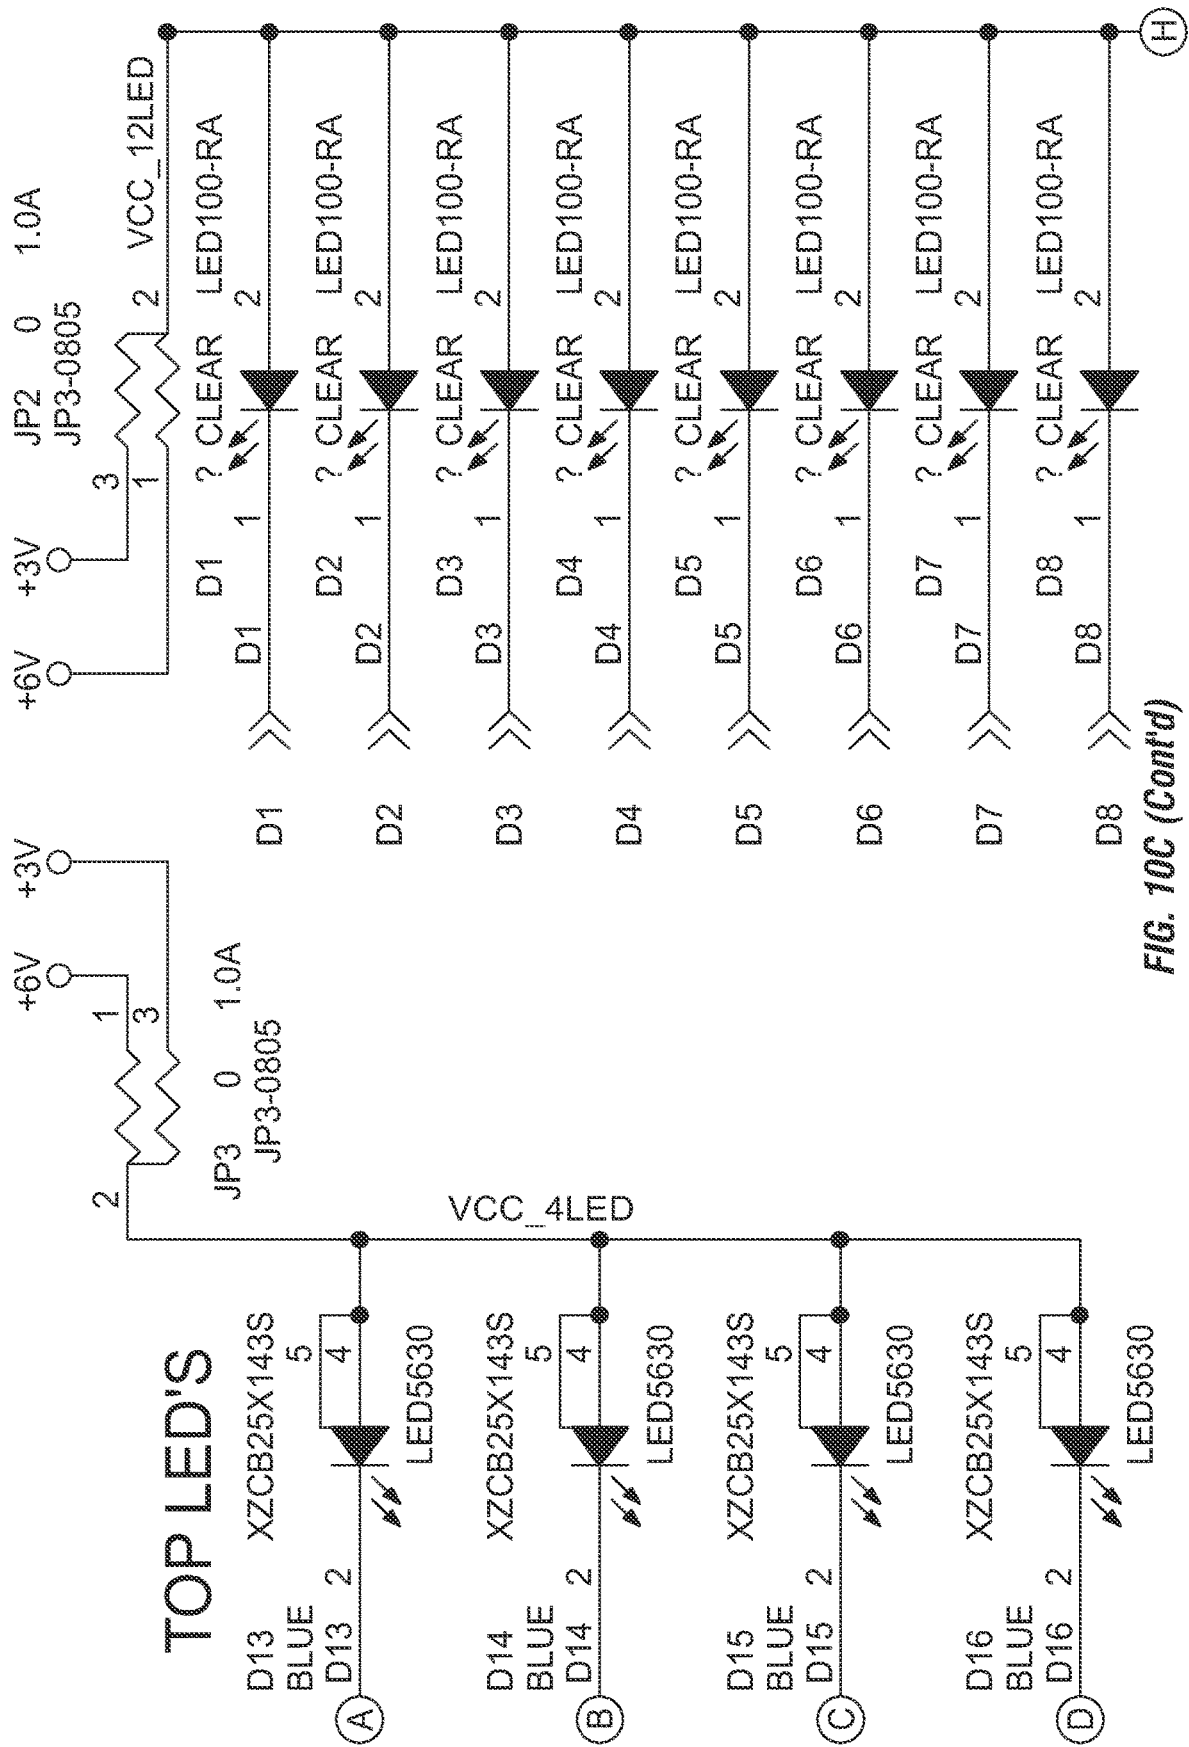 TOP LED'S
D13 XZCB25X143S
BLUE 5
D13 2 4
LED5630
A
D14 XZCB25X143S
BLUE 5
D14 2 4
LED5630
B
D15 XZCB25X143S
BLUE 5
D15 2 4
LED5630
C
D16 XZCB25X143S
BLUE 5
D16 2 4
LED5630
D
VCC_4LED
+6V +3V
2 1
3
JP3 0 1.0A
JP3-0805
+6V +3V
JP2 0 1.0A
JP3-0805
3
1 2
VCC_12LED
D1 ? CLEAR LED100-RA
D1 D1 1 2
D2 ? CLEAR LED100-RA
D2 D2 1 2
D3 ? CLEAR LED100-RA
D3 D3 1 2
D4 ? CLEAR LED100-RA
D4 D4 1 2
D5 ? CLEAR LED100-RA
D5 D5 1 2
D6 ? CLEAR LED100-RA
D6 D6 1 2
D7 ? CLEAR LED100-RA
D7 D7 1 2
D8 ? CLEAR LED100-RA
D8 D8 1 2
H
FIG. 10C (Cont'd)